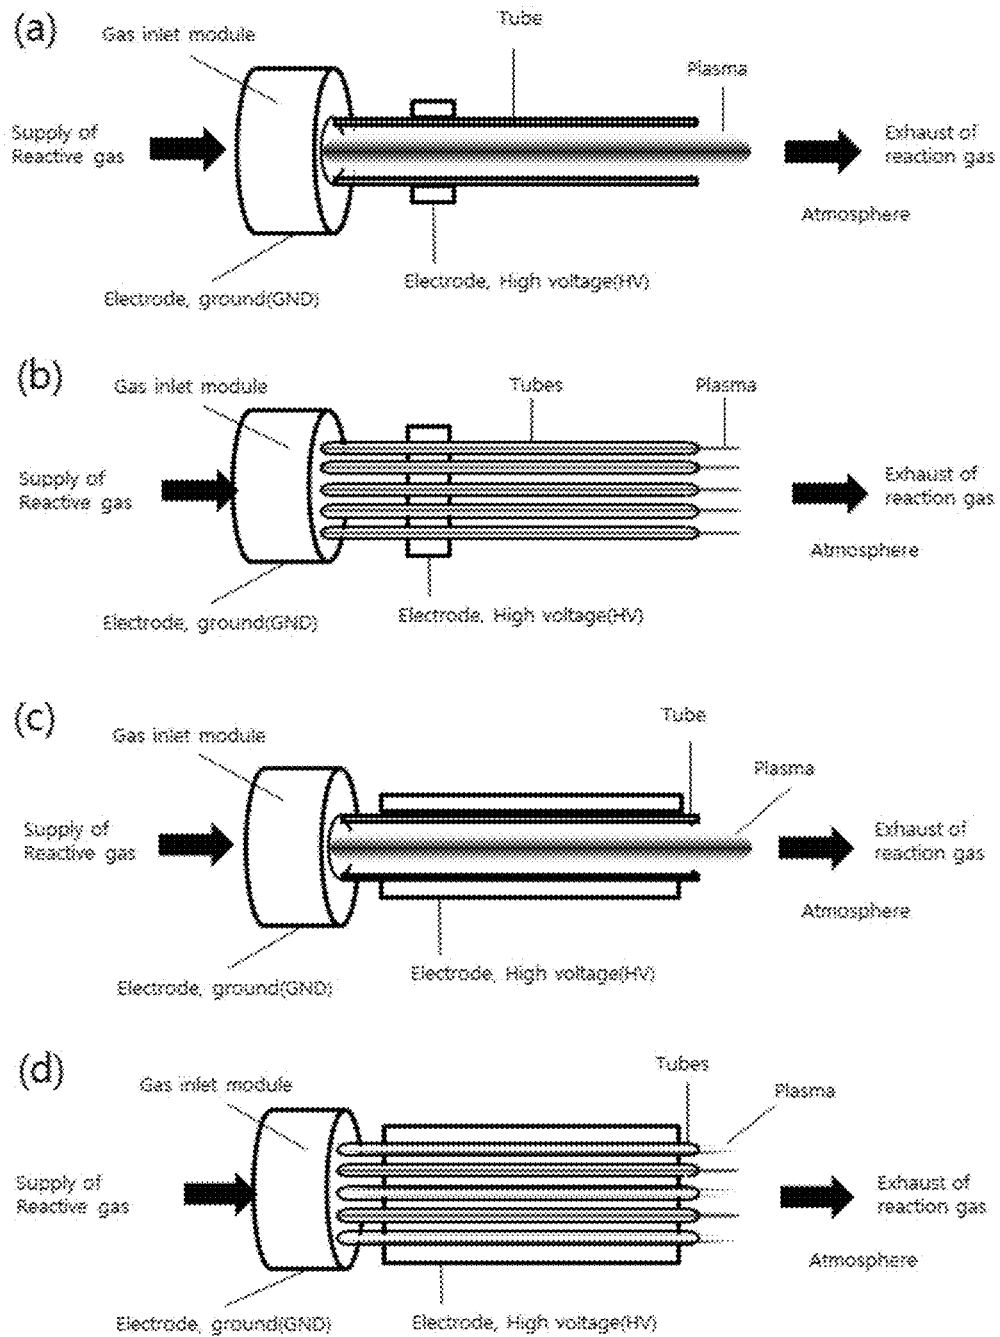 (a)
Gas inlet module
Tube
Plasma
Supply of
Reactive gas
Exhaust of
reaction gas
Atmosphere
Electrode, High voltage(HV)
Electrode, ground(GND)
(b)
Gas inlet module
Tubes
Plasma
Supply of
Reactive gas
Exhaust of
reaction gas
Atmosphere
Electrode, High voltage(HV)
Electrode, ground(GND)
(c)
Gas inlet module
Tube
Plasma
Supply of
Reactive gas
Exhaust of
reaction gas
Atmosphere
Electrode, High voltage(HV)
Electrode, ground(GND)
(d)
Gas inlet module
Tubes
Plasma
Supply of
Reactive gas
Exhaust of
reaction gas
Atmosphere
Electrode, High voltage(HV)
Electrode, ground(GND)